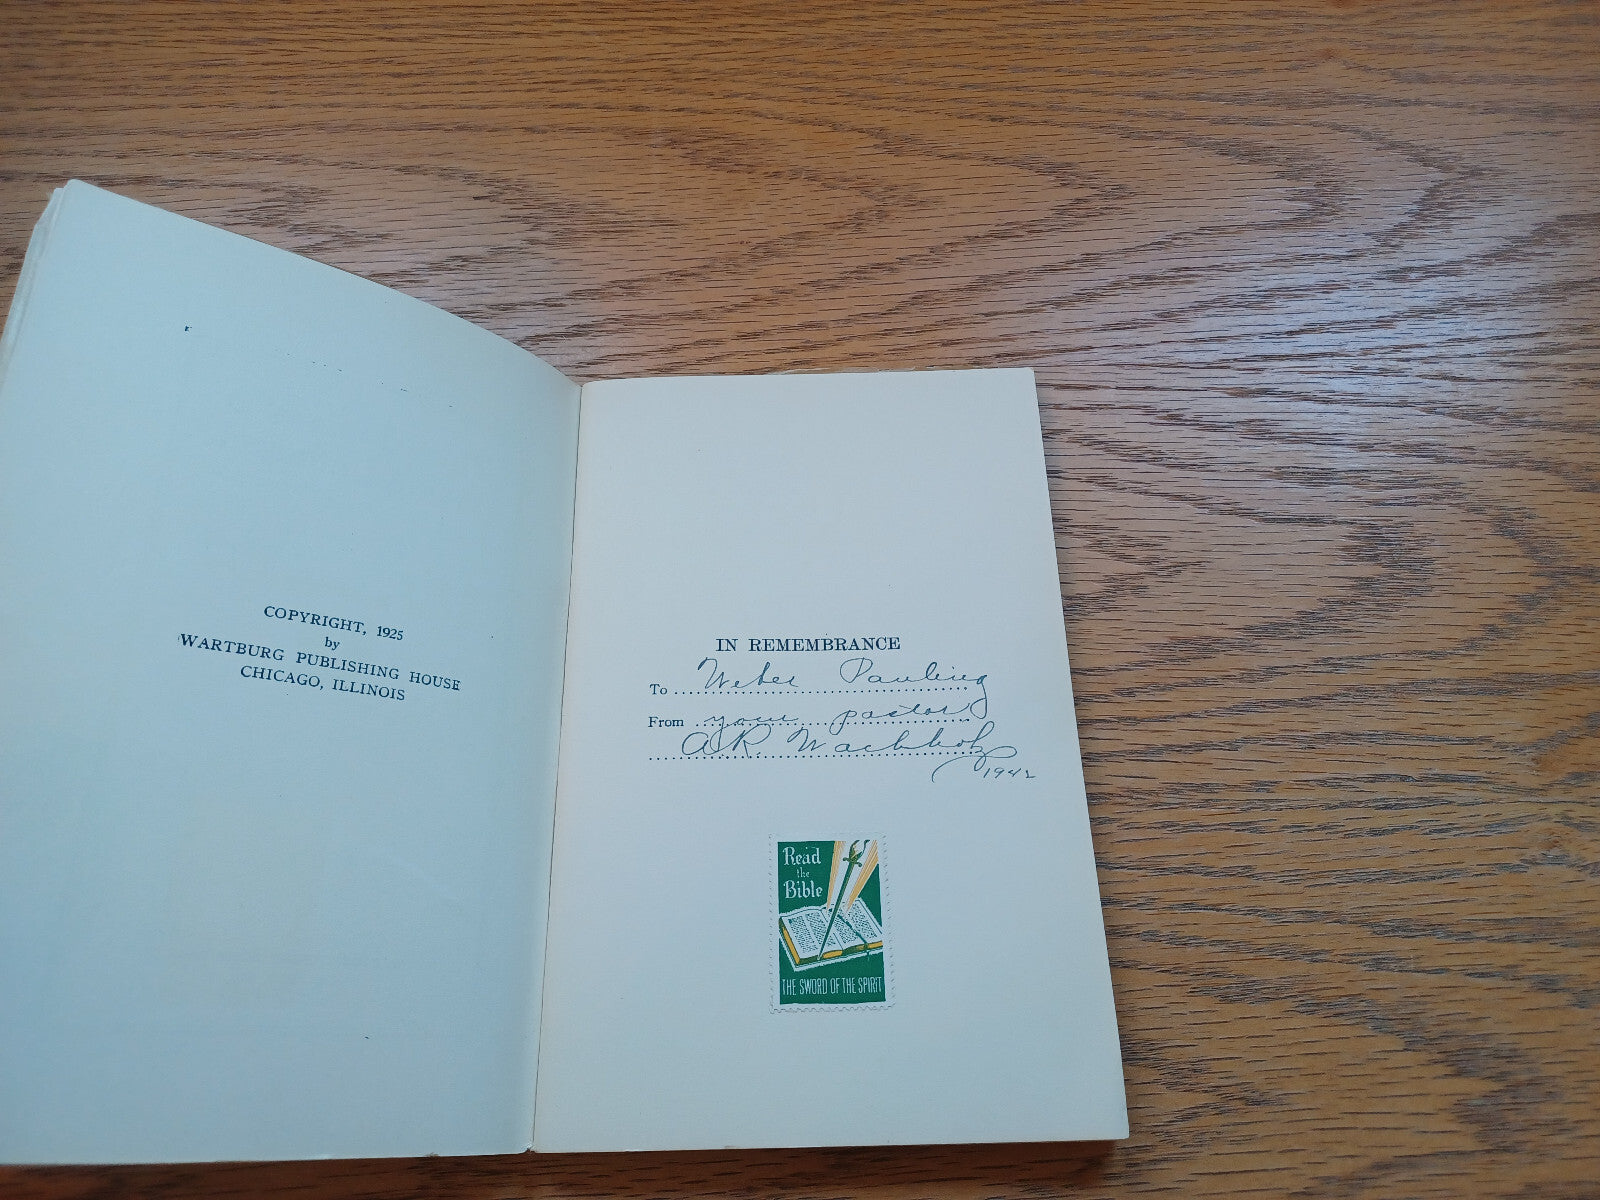 COPYRIGHT, 1925
by
WARTBURG PUBLISHING HOUSE
CHICAGO, ILLINOIS
IN REMEMBRANCE
To Weber Pauling
From your pastor
A.R. Wachholz
1942
Read
the
Bible
THE SWORD OF THE SPIRIT